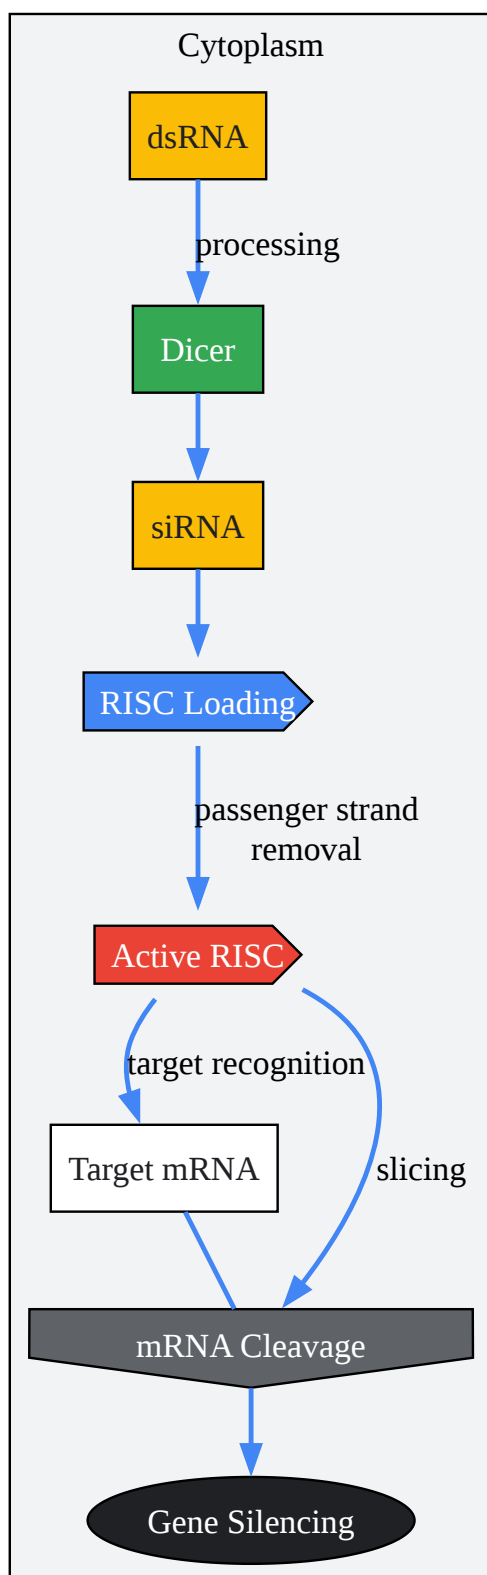 Cytoplasm
dsRNA
processing
Dicer
siRNA
RISC Loading
passenger strand
removal
Active RISC
target recognition
Target mRNA
slicing
mRNA Cleavage
Gene Silencing